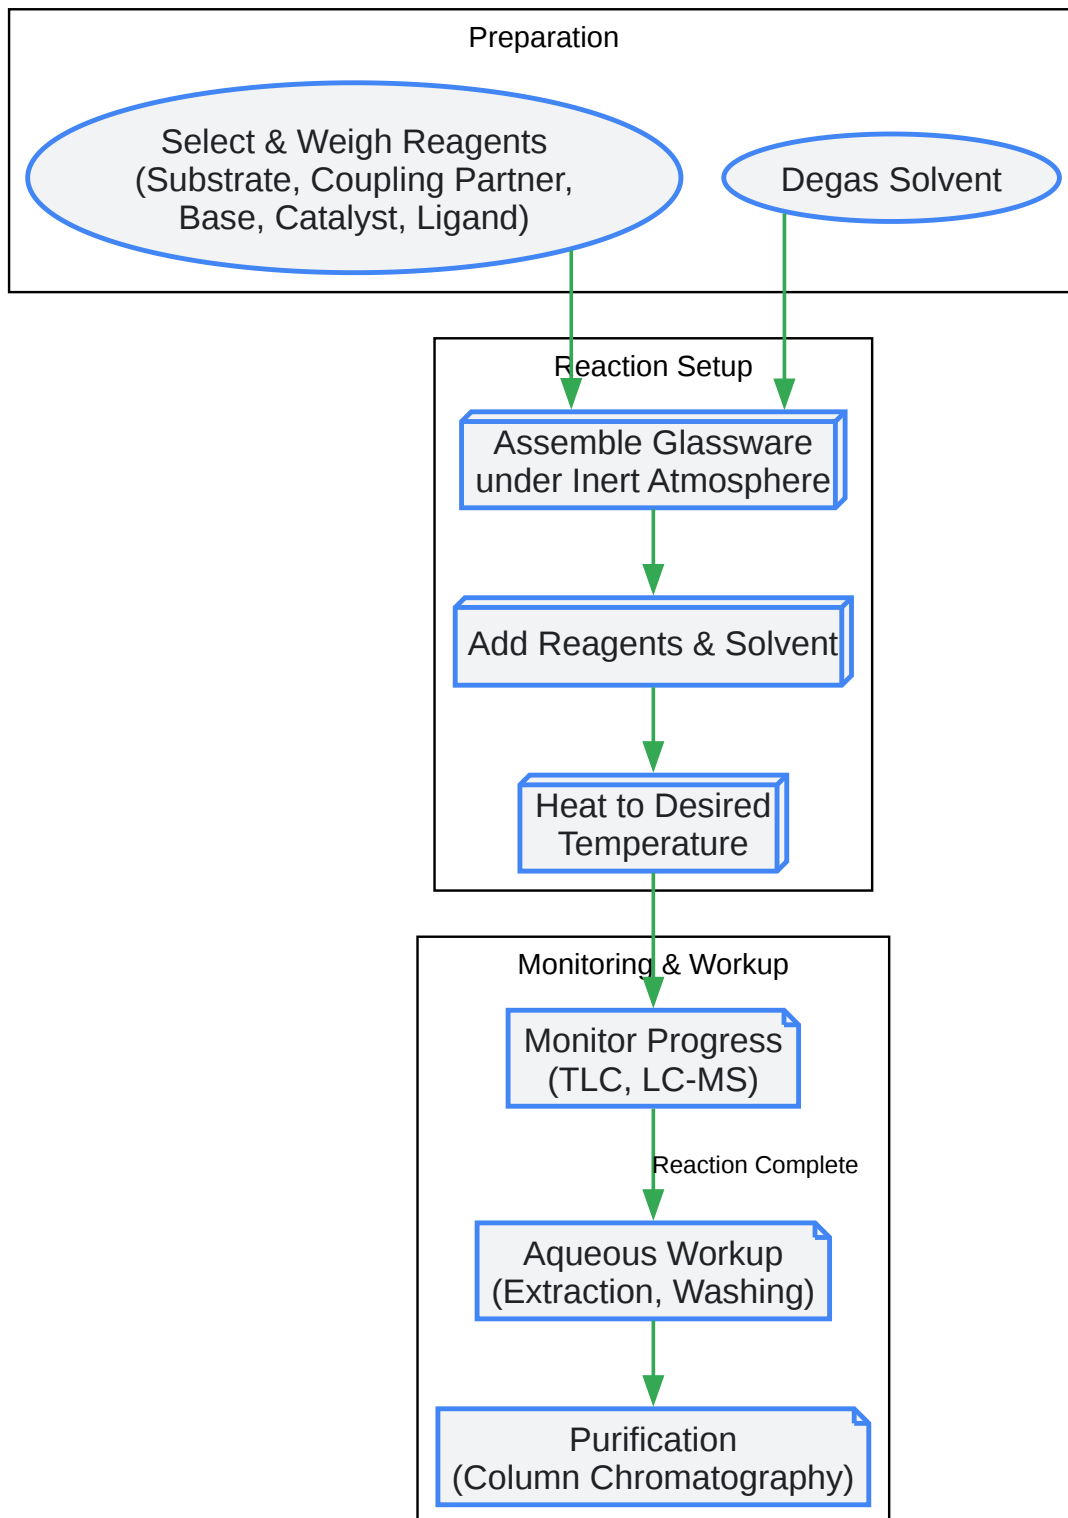 Preparation
Select & Weigh Reagents
(Substrate, Coupling Partner,
Base, Catalyst, Ligand)
Degas Solvent
Reaction Setup
Assemble Glassware
under Inert Atmosphere
Add Reagents & Solvent
Heat to Desired
Temperature
Monitoring & Workup
Monitor Progress
(TLC, LC-MS)
Reaction Complete
Aqueous Workup
(Extraction, Washing)
Purification
(Column Chromatography)